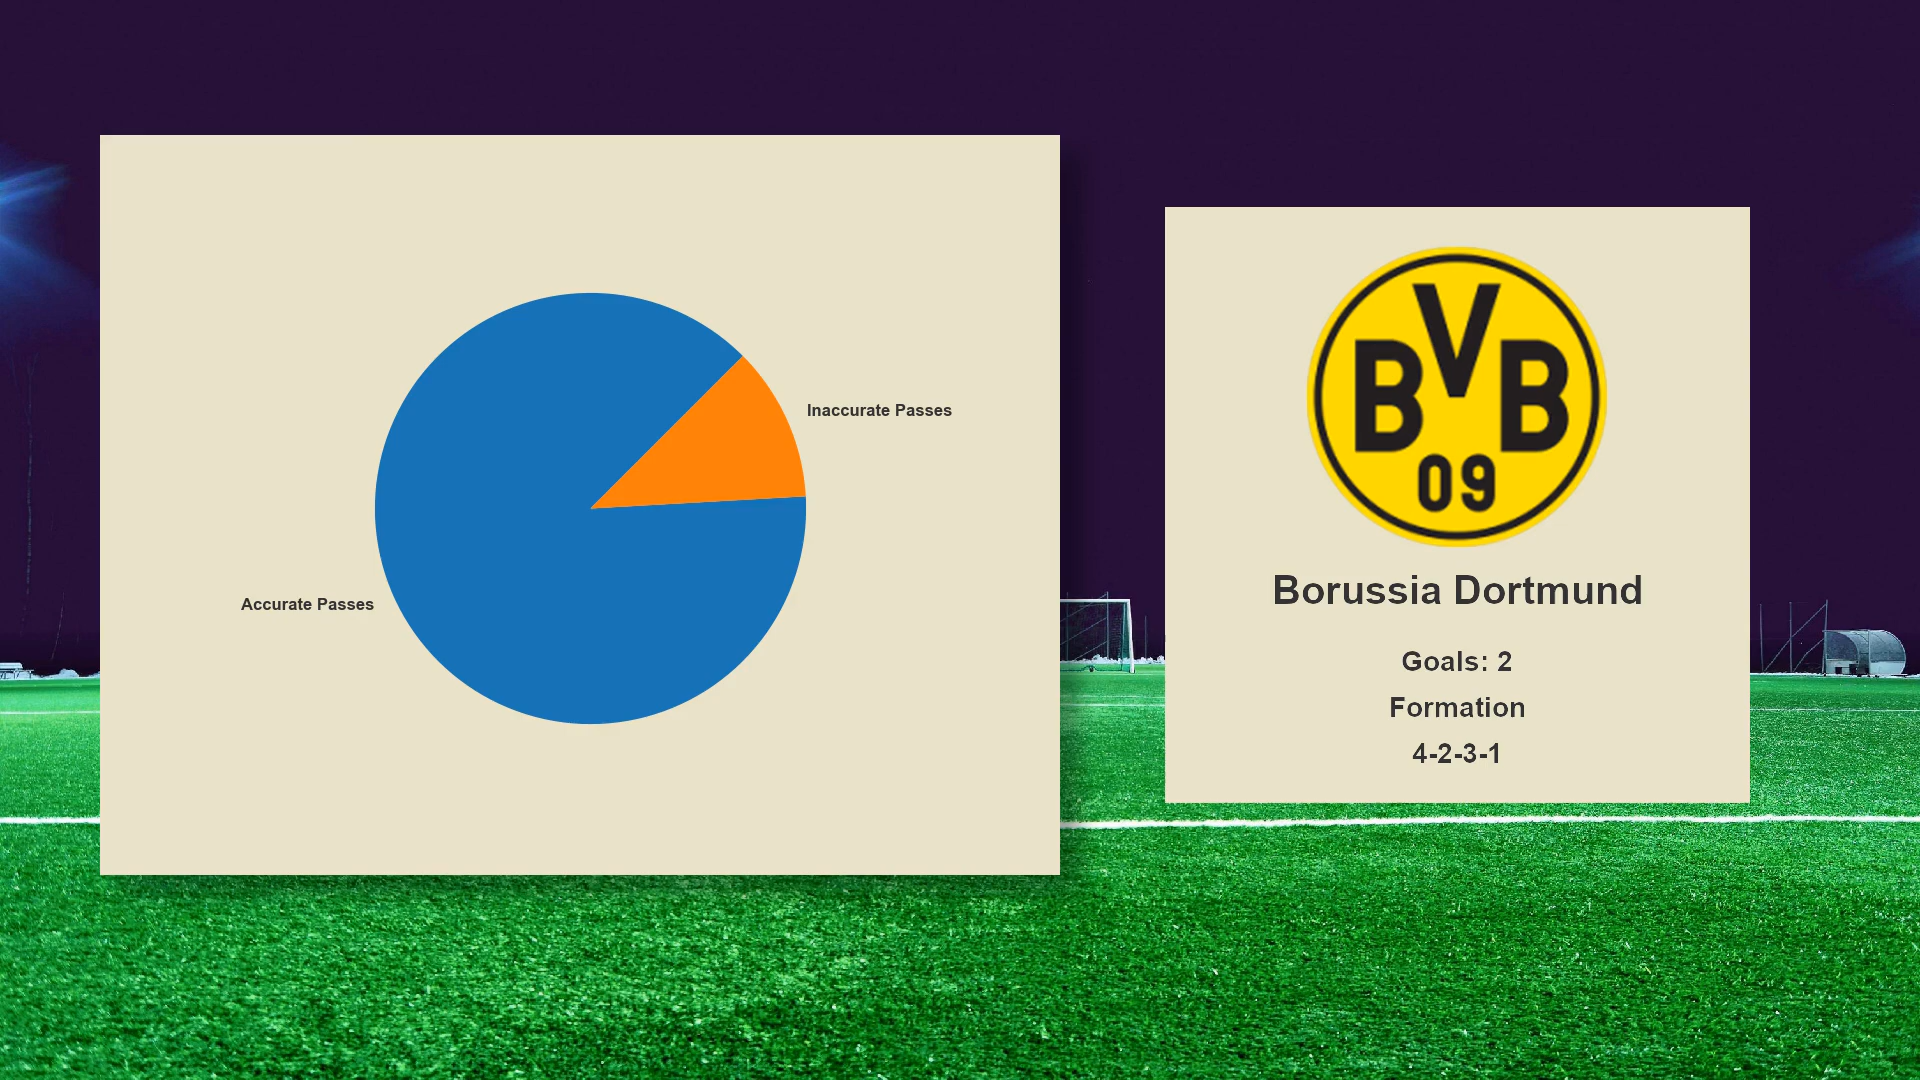 Inaccurate Passes
Accurate Passes
BVB
09
Borussia Dortmund
Goals: 2
Formation
4-2-3-1